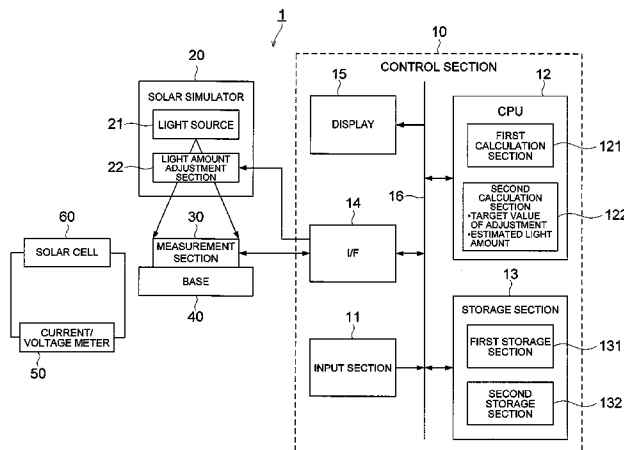 1
10
20
CONTROL SECTION
SOLAR SIMULATOR
21
LIGHT SOURCE
22
LIGHT AMOUNT
ADJUSTMENT
SECTION
15
DISPLAY
12
CPU
FIRST
CALCULATION
SECTION
121
SECOND
CALCULATION
SECTION
•TARGET VALUE
OF ADJUSTMENT
•ESTIMATED LIGHT
AMOUNT
122
16
14
I/F
60
SOLAR CELL
30
MEASUREMENT
SECTION
BASE
40
CURRENT/
VOLTAGE METER
50
11
INPUT SECTION
13
STORAGE SECTION
FIRST STORAGE
SECTION
131
SECOND
STORAGE
SECTION
132